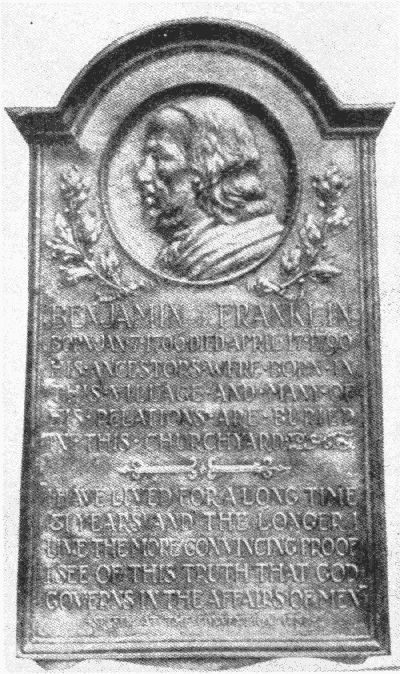 BENJAMIN FRANKLIN
BORN JAN 17 1706 DIED APRIL 17 1790
HIS · ANCESTORS · WERE · BORN · IN
THIS · VILLAGE · AND · MANY · OF
HIS · RELATIONS · ARE · BURIED
IN · THIS · CHURCHYARD
I HAVE LIVED FOR A LONG TIME
81 YEARS AND THE LONGER I
LIVE THE MORE CONVINCING PROOF
I SEE OF THIS TRUTH THAT GOD
GOVERNS IN THE AFFAIRS OF MEN